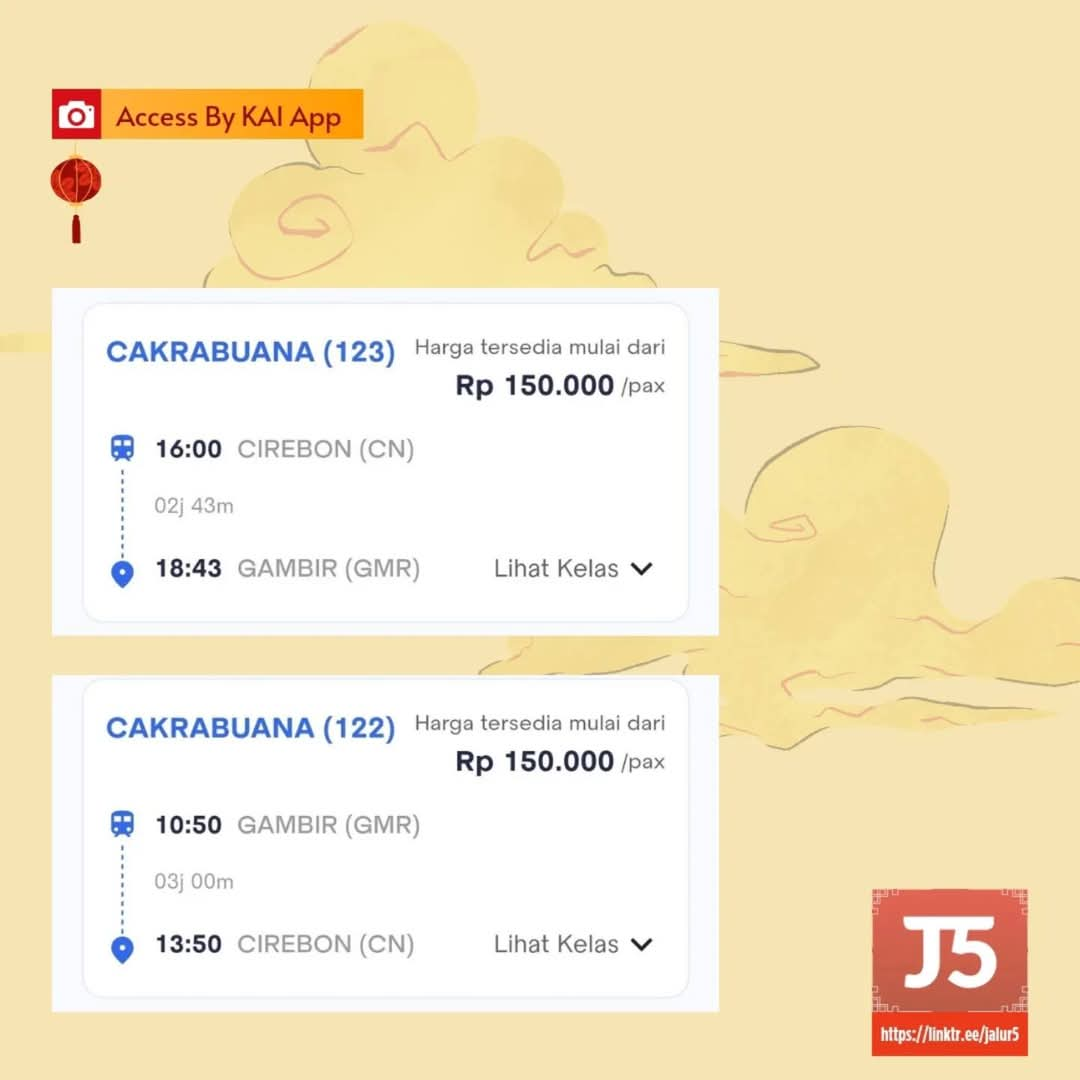 Access By KAI App
CAKRABUANA (123)
Harga tersedia mulai dari
Rp 150.000 /pax
16:00 CIREBON (CN)
02j 43m
18:43 GAMBIR (GMR)
Lihat Kelas
CAKRABUANA (122)
Harga tersedia mulai dari
Rp 150.000 /pax
10:50 GAMBIR (GMR)
03j 00m
13:50 CIREBON (CN)
Lihat Kelas
J5
https://linktr.ee/jalur5